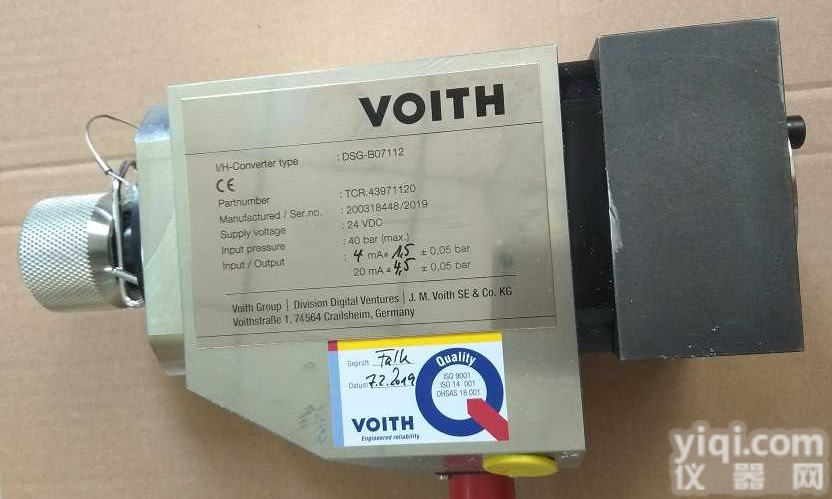 VOITH
I/H-Converter type : DSG-B07112
CE
Partnumber : TCR.43971120
Manufactured / Ser.no. : 200318448/2019
Supply voltage : 24 VDC
Input pressure : 40 bar (max.)
Input / Output : 4 mA = 1,5 ± 0,05 bar
20 mA = 4,5 ± 0,05 bar
Voith Group | Division Digital Ventures | J. M. Voith SE & Co. KG
Voithstraße 1, 74564 Crailsheim, Germany
Geprüft Falk
Datum 7.2.2019
VOITH
Engineered reliability.
Quality
ISO 9001
ISO 14 001
OHSAS 18 001
yiqi.com.cn
仪器网